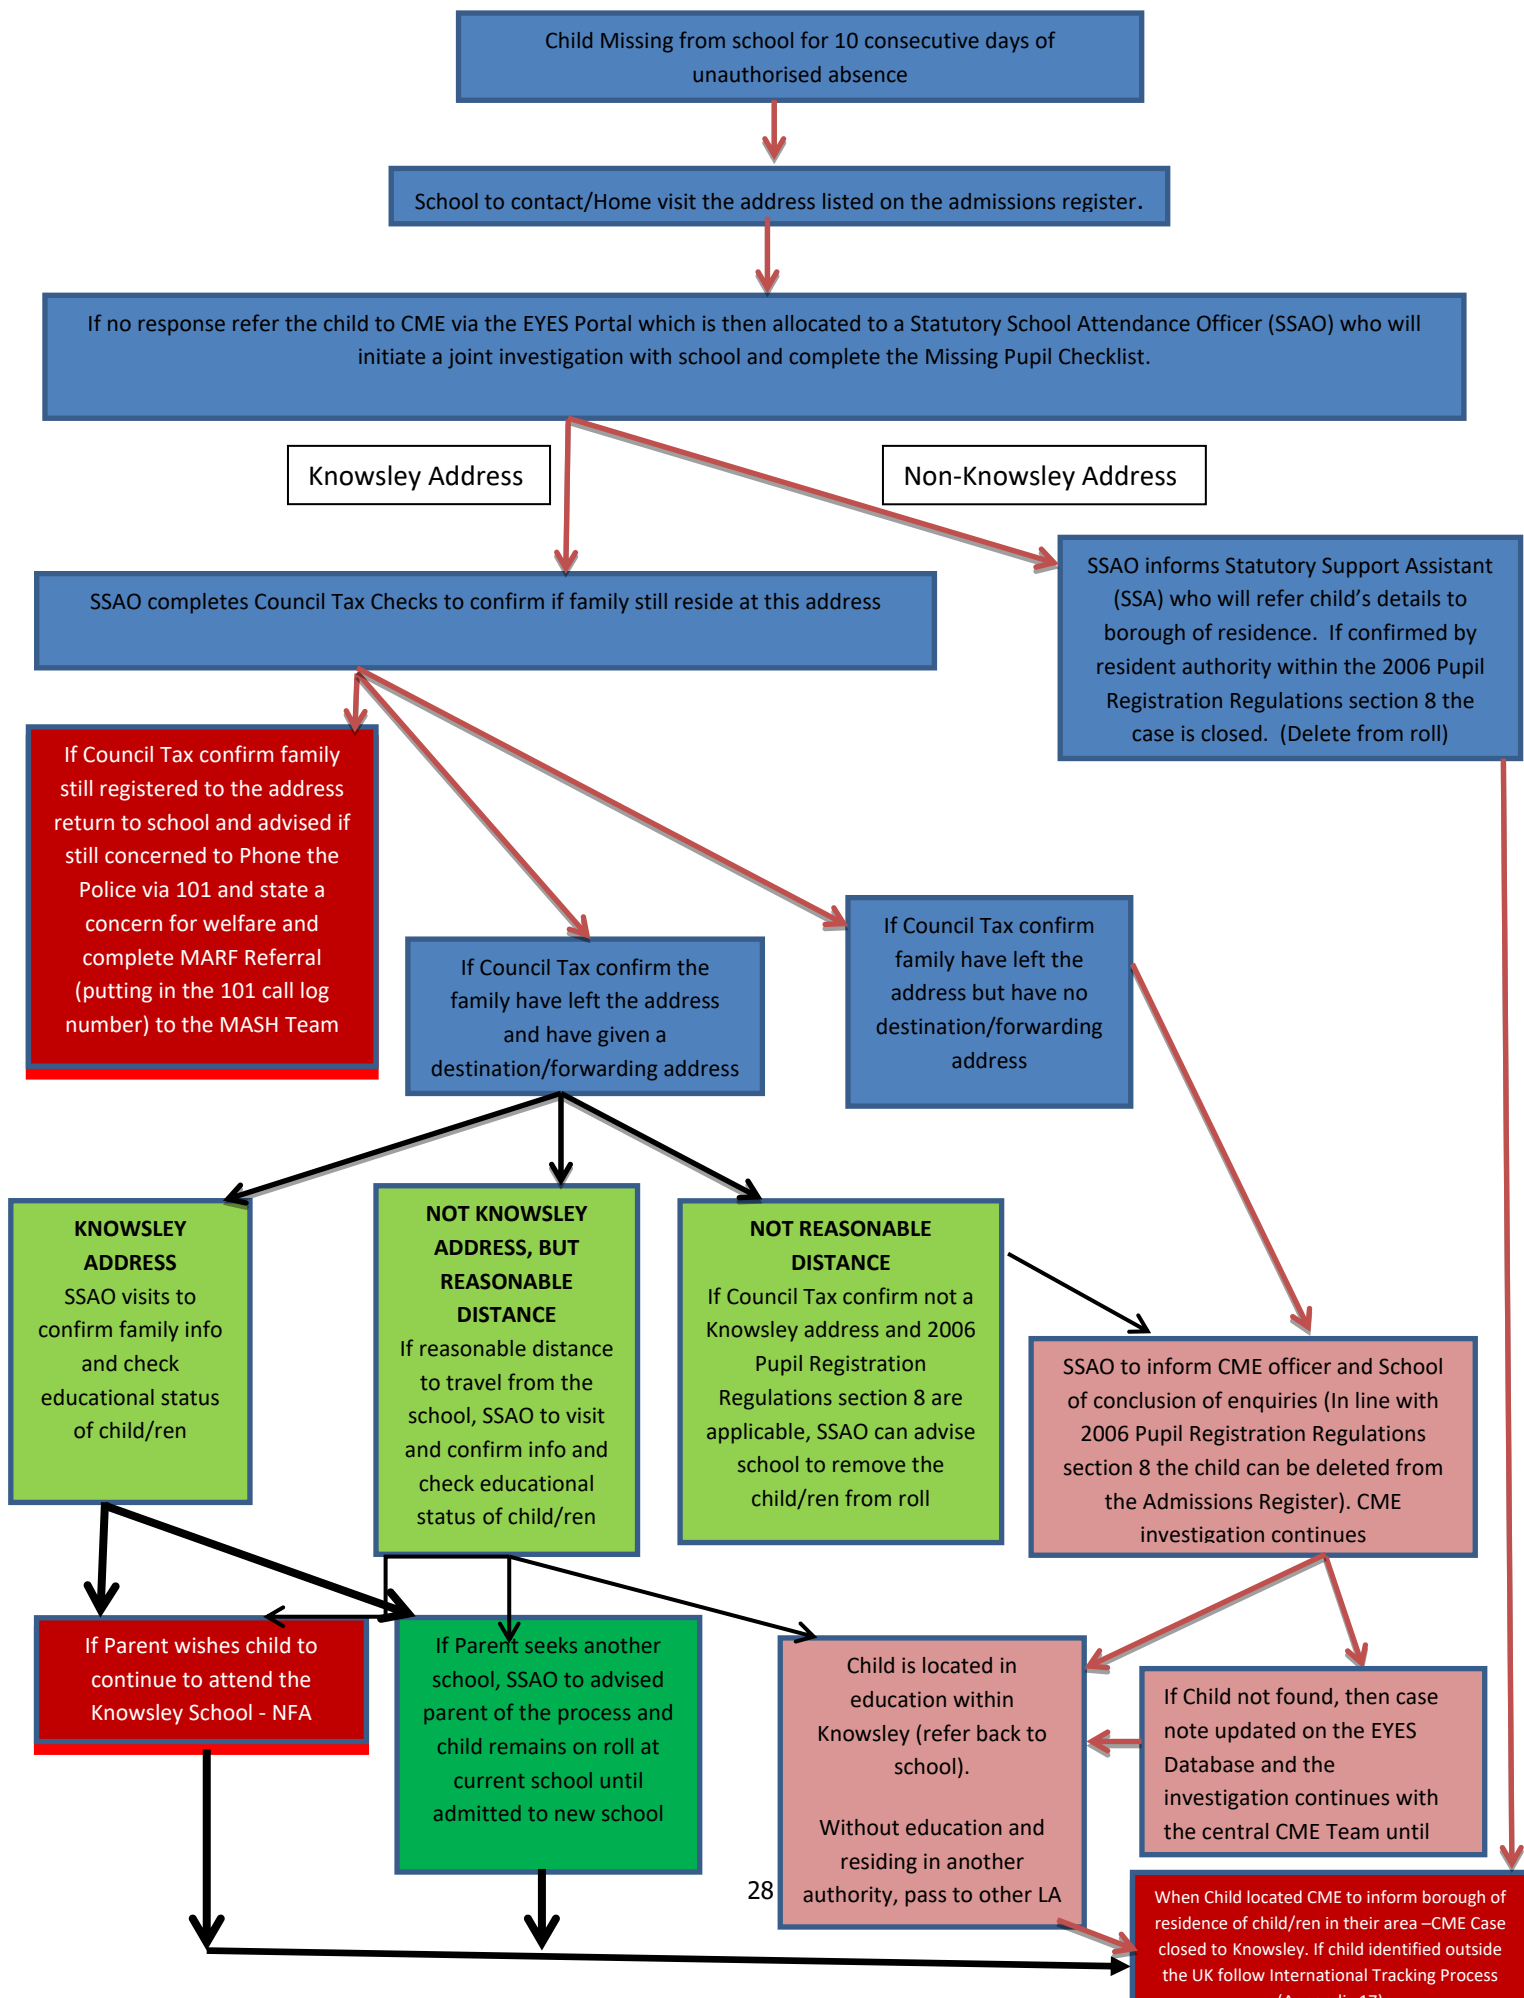 Child Missing from school for 10 consecutive days of
unauthorised absence
School to contact/Home visit the address listed on the admissions register.
If no response refer the child to CME via the EYES Portal which is then allocated to a Statutory School Attendance Officer (SSAO) who will
initiate a joint investigation with school and complete the Missing Pupil Checklist.
Knowsley Address
Non-Knowsley Address
SSAO completes Council Tax Checks to confirm if family still reside at this address
SSAO informs Statutory Support Assistant
(SSA) who will refer child's details to
borough of residence.  If confirmed by
resident authority within the 2006 Pupil
Registration Regulations section 8 the
case is closed.  (Delete from roll)
If Council Tax confirm family
still registered to the address
return to school and advised if
still concerned to Phone the
Police via 101 and state a
concern for welfare and
complete MARF Referral
(putting in the 101 call log
number) to the MASH Team
If Council Tax confirm the
family have left the address
and have given a
destination/forwarding address
If Council Tax confirm
family have left the
address but have no
destination/forwarding
address
KNOWSLEY
ADDRESS
SSAO visits to
confirm family info
and check
educational status
of child/ren
NOT KNOWSLEY
ADDRESS, BUT
REASONABLE
DISTANCE
If reasonable distance
to travel from the
school, SSAO to visit
and confirm info and
check educational
status of child/ren
NOT REASONABLE
DISTANCE
If Council Tax confirm not a
Knowsley address and 2006
Pupil Registration
Regulations section 8 are
applicable, SSAO can advise
school to remove the
child/ren from roll
SSAO to inform CME officer and School
of conclusion of enquiries (In line with
2006 Pupil Registration Regulations
section 8 the child can be deleted from
the Admissions Register). CME
investigation continues
If Parent wishes child to
continue to attend the
Knowsley School - NFA
If Parent seeks another
school, SSAO to advised
parent of the process and
child remains on roll at
current school until
admitted to new school
Child is located in
education within
Knowsley (refer back to
school).
Without education and
residing in another
authority, pass to other LA
If Child not found, then case
note updated on the EYES
Database and the
investigation continues with
the central CME Team until
28
When Child located CME to inform borough of
residence of child/ren in their area –CME Case
closed to Knowsley. If child identified outside
the UK follow International Tracking Process